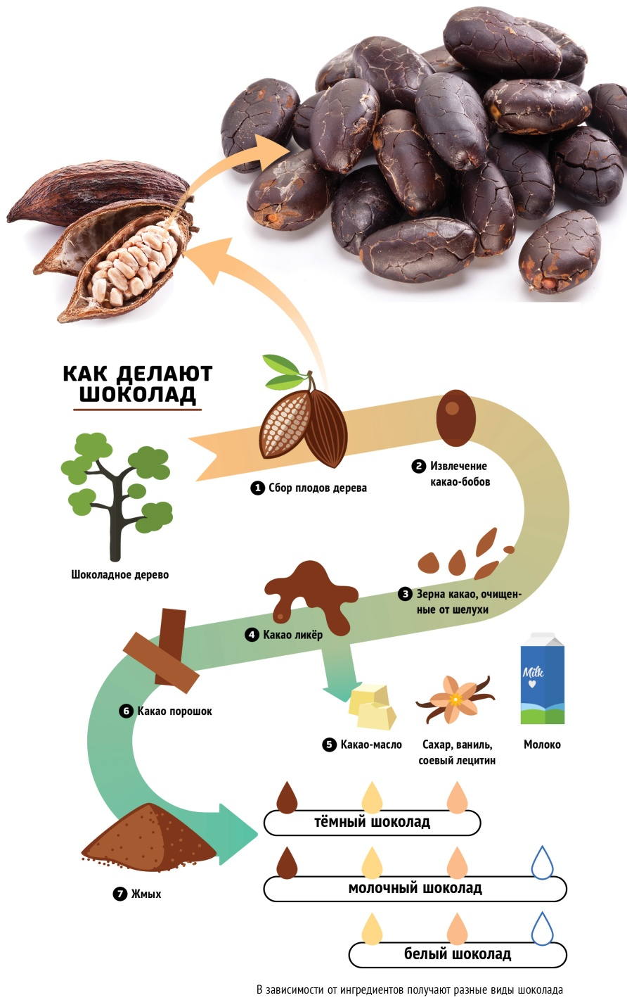 КАК ДЕЛАЮТ
ШОКОЛАД
1 Сбор плодов дерева
2 Извлечение
какао-бобов
Шоколадное дерево
3 Зерна какао, очищен-
ные от шелухи
4 Какао ликёр
Milk
6 Какао порошок
5 Какао-масло
Сахар, ваниль,
соевый лецитин
Молоко
тёмный шоколад
молочный шоколад
7 Жмых
белый шоколад
В зависимости от ингредиентов получают разные виды шоколада